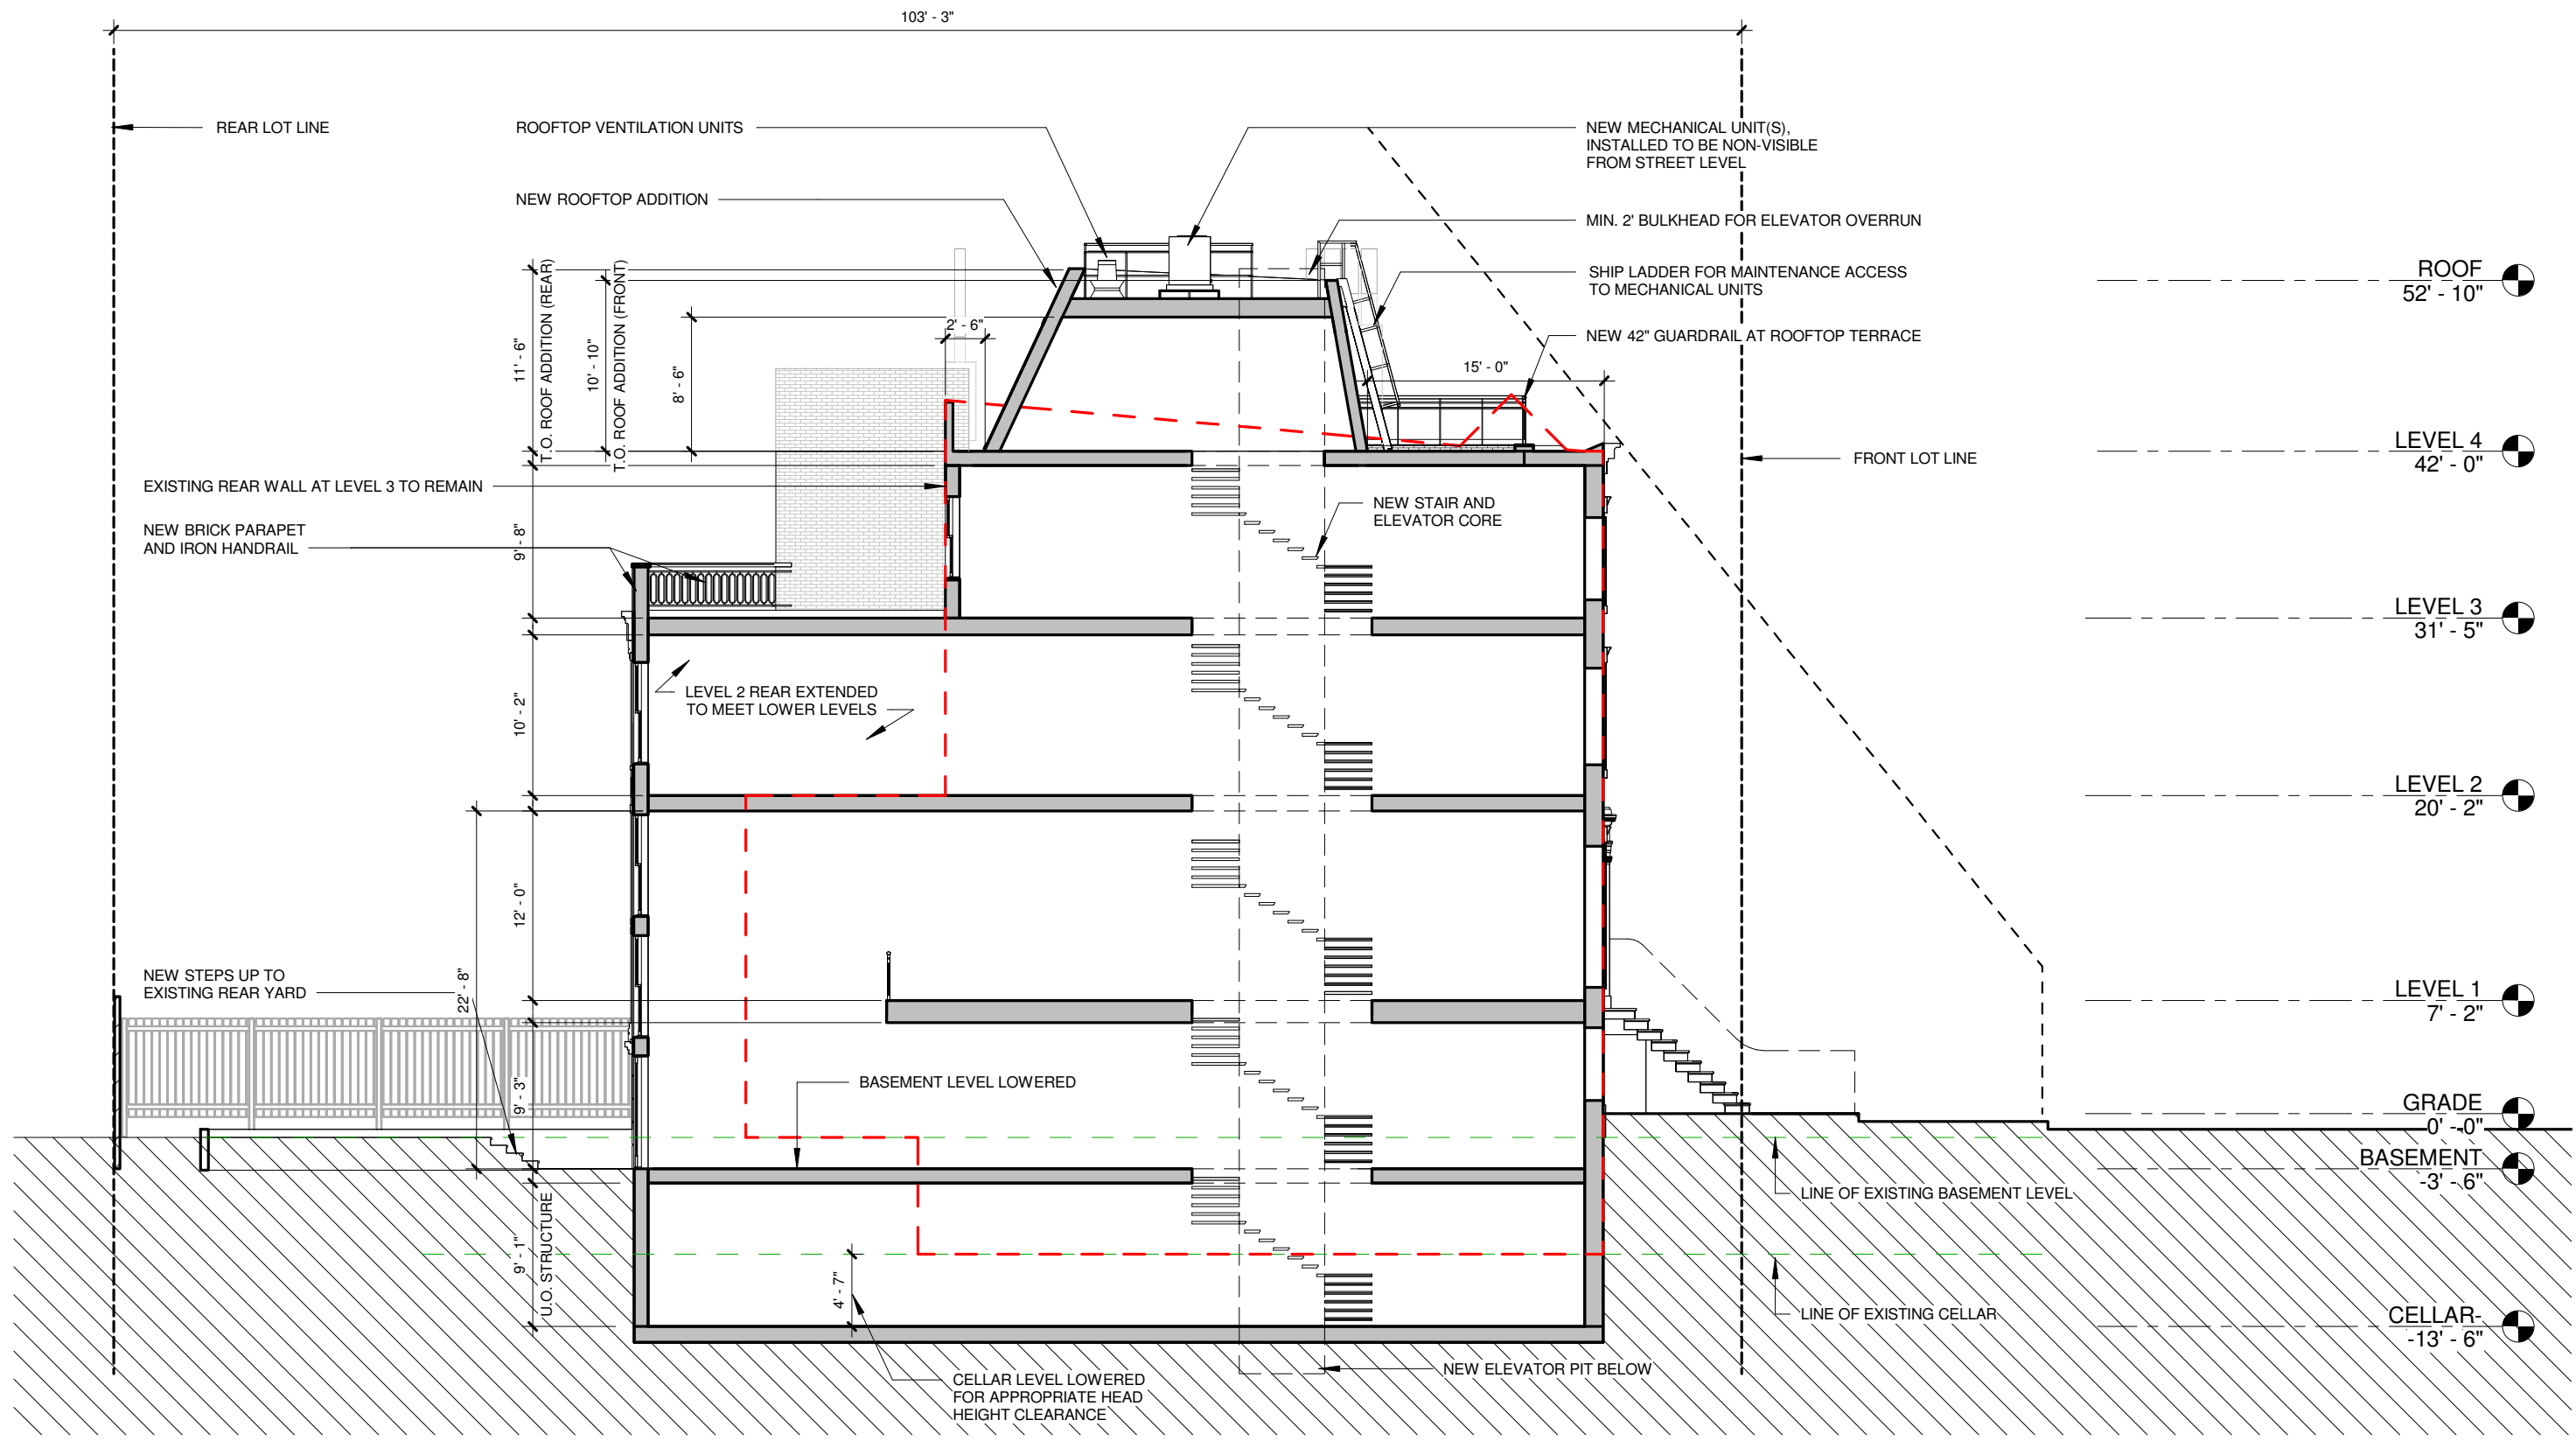 103' - 3"
REAR LOT LINE
ROOFTOP VENTILATION UNITS
NEW MECHANICAL UNIT(S),
INSTALLED TO BE NON-VISIBLE
FROM STREET LEVEL
NEW ROOFTOP ADDITION
MIN. 2' BULKHEAD FOR ELEVATOR OVERRUN
SHIP LADDER FOR MAINTENANCE ACCESS
TO MECHANICAL UNITS
ROOF
52' - 10"
NEW 42" GUARDRAIL AT ROOFTOP TERRACE
11' - 6"
T.O. ROOF ADDITION (REAR)
10' - 10"
T.O. ROOF ADDITION (FRONT)
8' - 6"
2' - 6"
15' - 0"
LEVEL 4
42' - 0"
FRONT LOT LINE
EXISTING REAR WALL AT LEVEL 3 TO REMAIN
NEW STAIR AND
ELEVATOR CORE
NEW BRICK PARAPET
AND IRON HANDRAIL
9' - 8"
LEVEL 3
31' - 5"
LEVEL 2 REAR EXTENDED
TO MEET LOWER LEVELS
10' - 2"
LEVEL 2
20' - 2"
12' - 0"
22' - 8"
NEW STEPS UP TO
EXISTING REAR YARD
LEVEL 1
7' - 2"
9' - 3"
BASEMENT LEVEL LOWERED
GRADE
0' - 0"
BASEMENT
-3' - 6"
LINE OF EXISTING BASEMENT LEVEL
9' - 1"
U.O. STRUCTURE
4' - 7"
LINE OF EXISTING CELLAR
CELLAR-
-13' - 6"
NEW ELEVATOR PIT BELOW
CELLAR LEVEL LOWERED
FOR APPROPRIATE HEAD
HEIGHT CLEARANCE